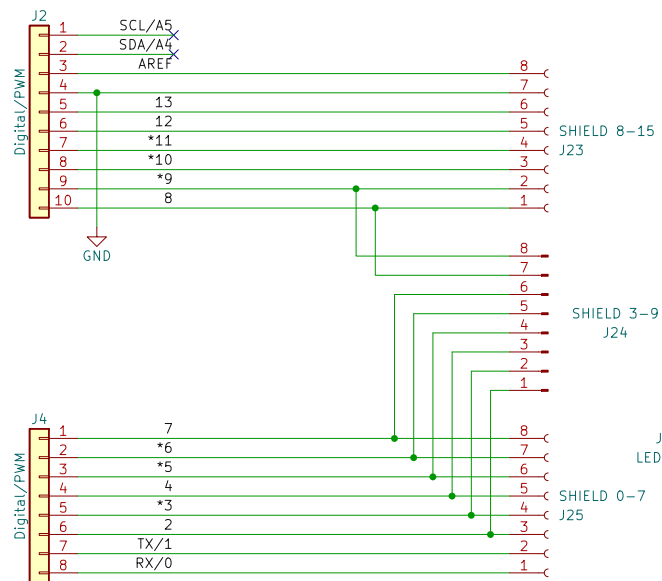 J2
Digital/PWM
1 SCL/A5
2 SDA/A4
3 AREF 8
4 7
5 13 6
6 12 5
7 *11 4
8 *10 3
9 *9 2
10 8 1
SHIELD 8-15
J23
GND
8
7
6
5
4
3
2
1
SHIELD 3-9
J24
J4
Digital/PWM
1 7 8
2 *6 7
3 *5 6
4 4 5
5 *3 4
6 2 3
7 TX/1 2
8 RX/0 1
SHIELD 0-7
J25
J
LED